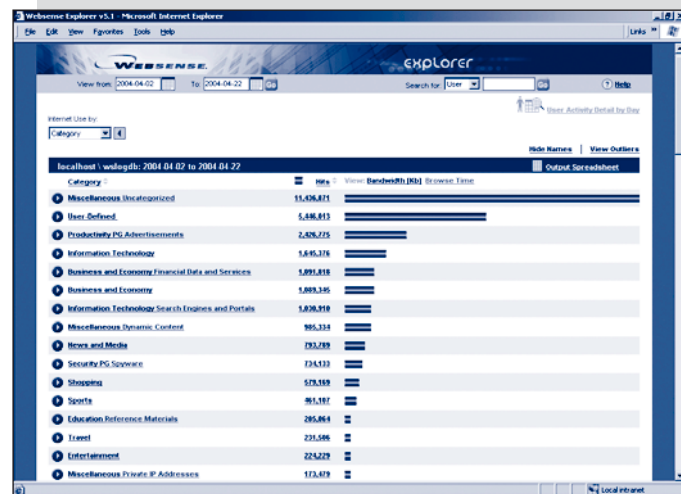 Websense Explorer v5.1 - Microsoft Internet Explorer
File Edit View Favorites Tools Help Links »
WEBSENSE. explorer
View from: 2004-04-02 To: 2004-04-22 Go Search for: User Go ? Help
User Activity Detail by Day
Internet Use by:
Category
Hide Names | View Outliers
localhost \ wslogdb: 2004-04-02 to 2004-04-22 Output Spreadsheet
Category Hits View: Bandwidth [Kb] Browse Time
Miscellaneous Uncategorized 11,436,871
User-Defined 5,446,013
Productivity PG Advertisements 2,426,775
Information Technology 1,645,376
Business and Economy Financial Data and Services 1,091,818
Business and Economy 1,089,345
Information Technology Search Engines and Portals 1,030,910
Miscellaneous Dynamic Content 985,334
News and Media 793,789
Security PG Spyware 734,133
Shopping 579,169
Sports 461,107
Education Reference Materials 285,064
Travel 231,506
Entertainment 224,229
Miscellaneous Private IP Addresses 173,479
Local intranet